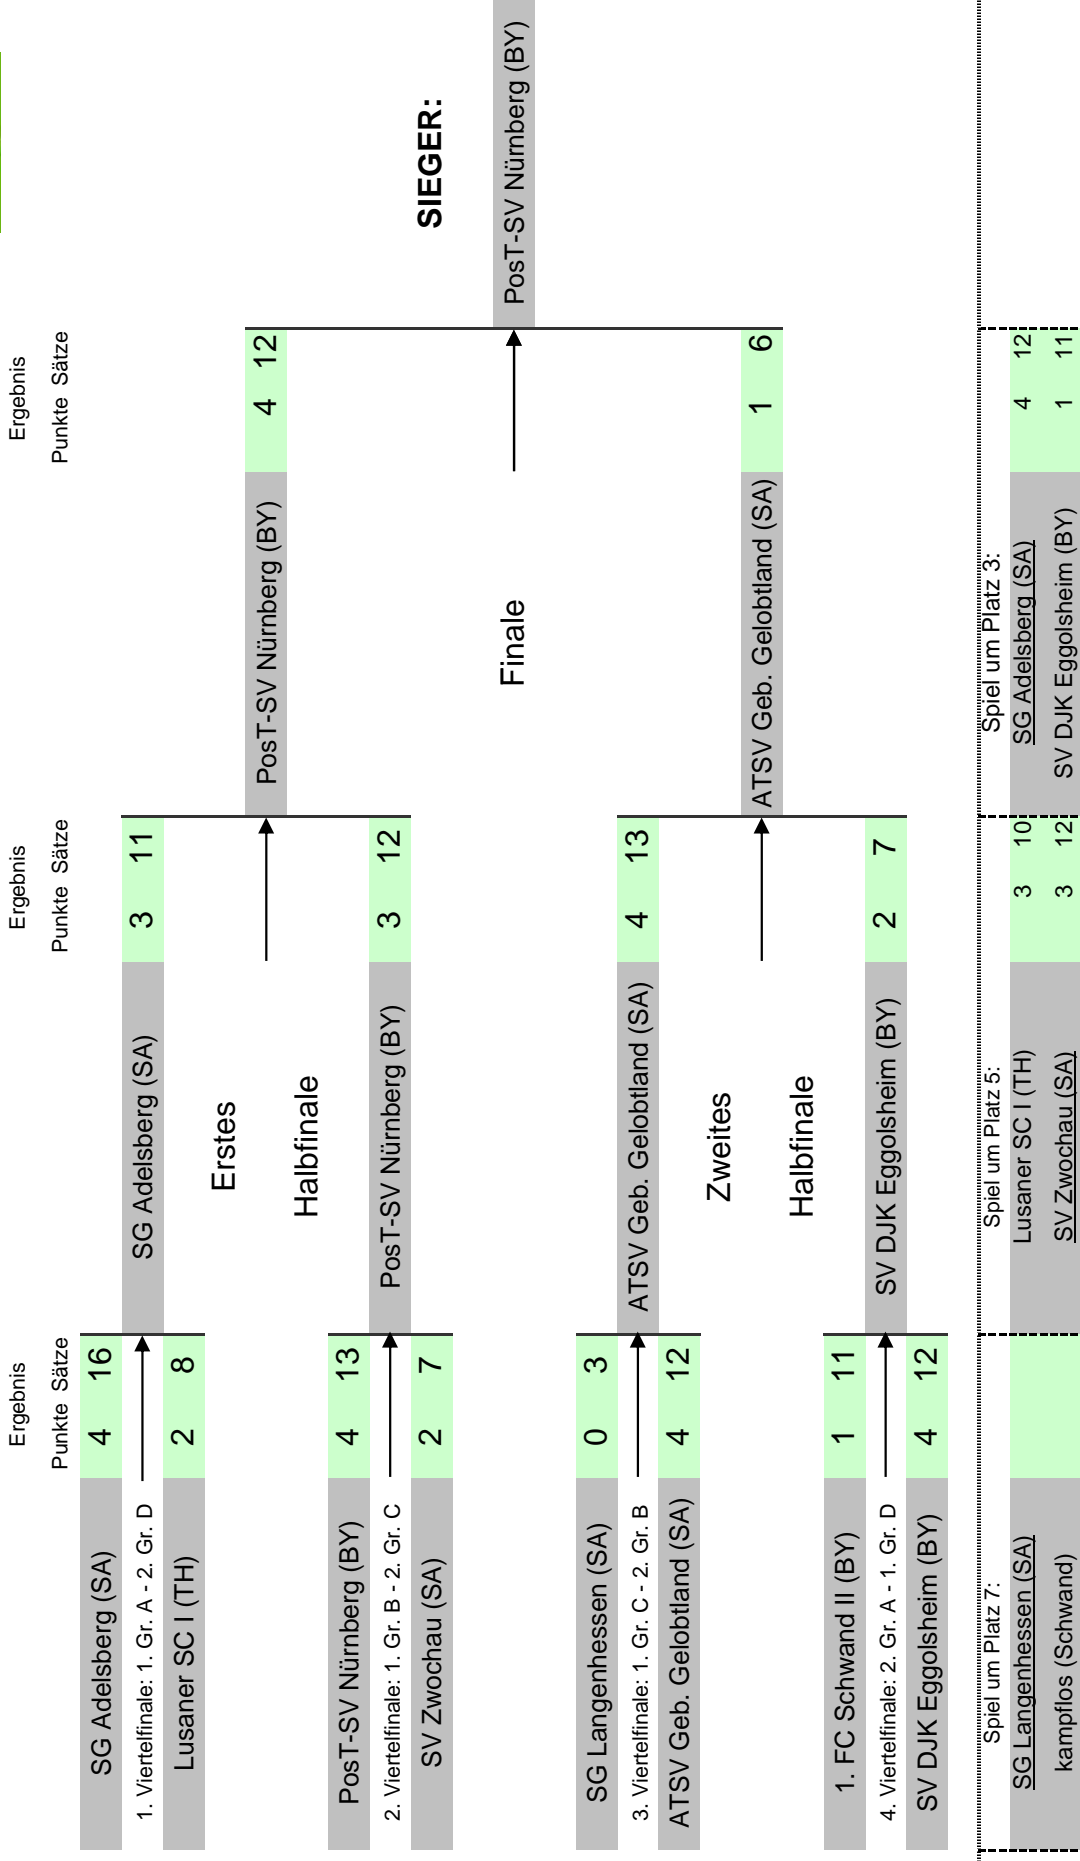 Ergebnis
Punkte Sätze
Ergebnis
Punkte Sätze
Ergebnis
Punkte Sätze
SG Adelsberg (SA) 4 16
1. Viertelfinale: 1. Gr. A - 2. Gr. D
Lusaner SC I (TH) 2 8
PosT-SV Nürnberg (BY) 4 13
2. Viertelfinale: 1. Gr. B - 2. Gr. C
SV Zwochau (SA) 2 7
SG Langenhessen (SA) 0 3
3. Viertelfinale: 1. Gr. C - 2. Gr. B
ATSV Geb. Gelobtland (SA) 4 12
1. FC Schwand II (BY) 1 11
4. Viertelfinale: 2. Gr. A - 1. Gr. D
SV DJK Eggolsheim (BY) 4 12
SG Adelsberg (SA) 3 11
Erstes
Halbfinale
PosT-SV Nürnberg (BY) 3 12
ATSV Geb. Gelobtland (SA) 4 13
Zweites
Halbfinale
SV DJK Eggolsheim (BY) 2 7
PosT-SV Nürnberg (BY) 4 12
Finale
ATSV Geb. Gelobtland (SA) 1 6
SIEGER:
PosT-SV Nürnberg (BY)
Spiel um Platz 7:
SG Langenhessen (SA)
kampflos (Schwand)
Spiel um Platz 5:
Lusaner SC I (TH) 3 10
SV Zwochau (SA) 3 12
Spiel um Platz 3:
SG Adelsberg (SA) 4 12
SV DJK Eggolsheim (BY) 1 11